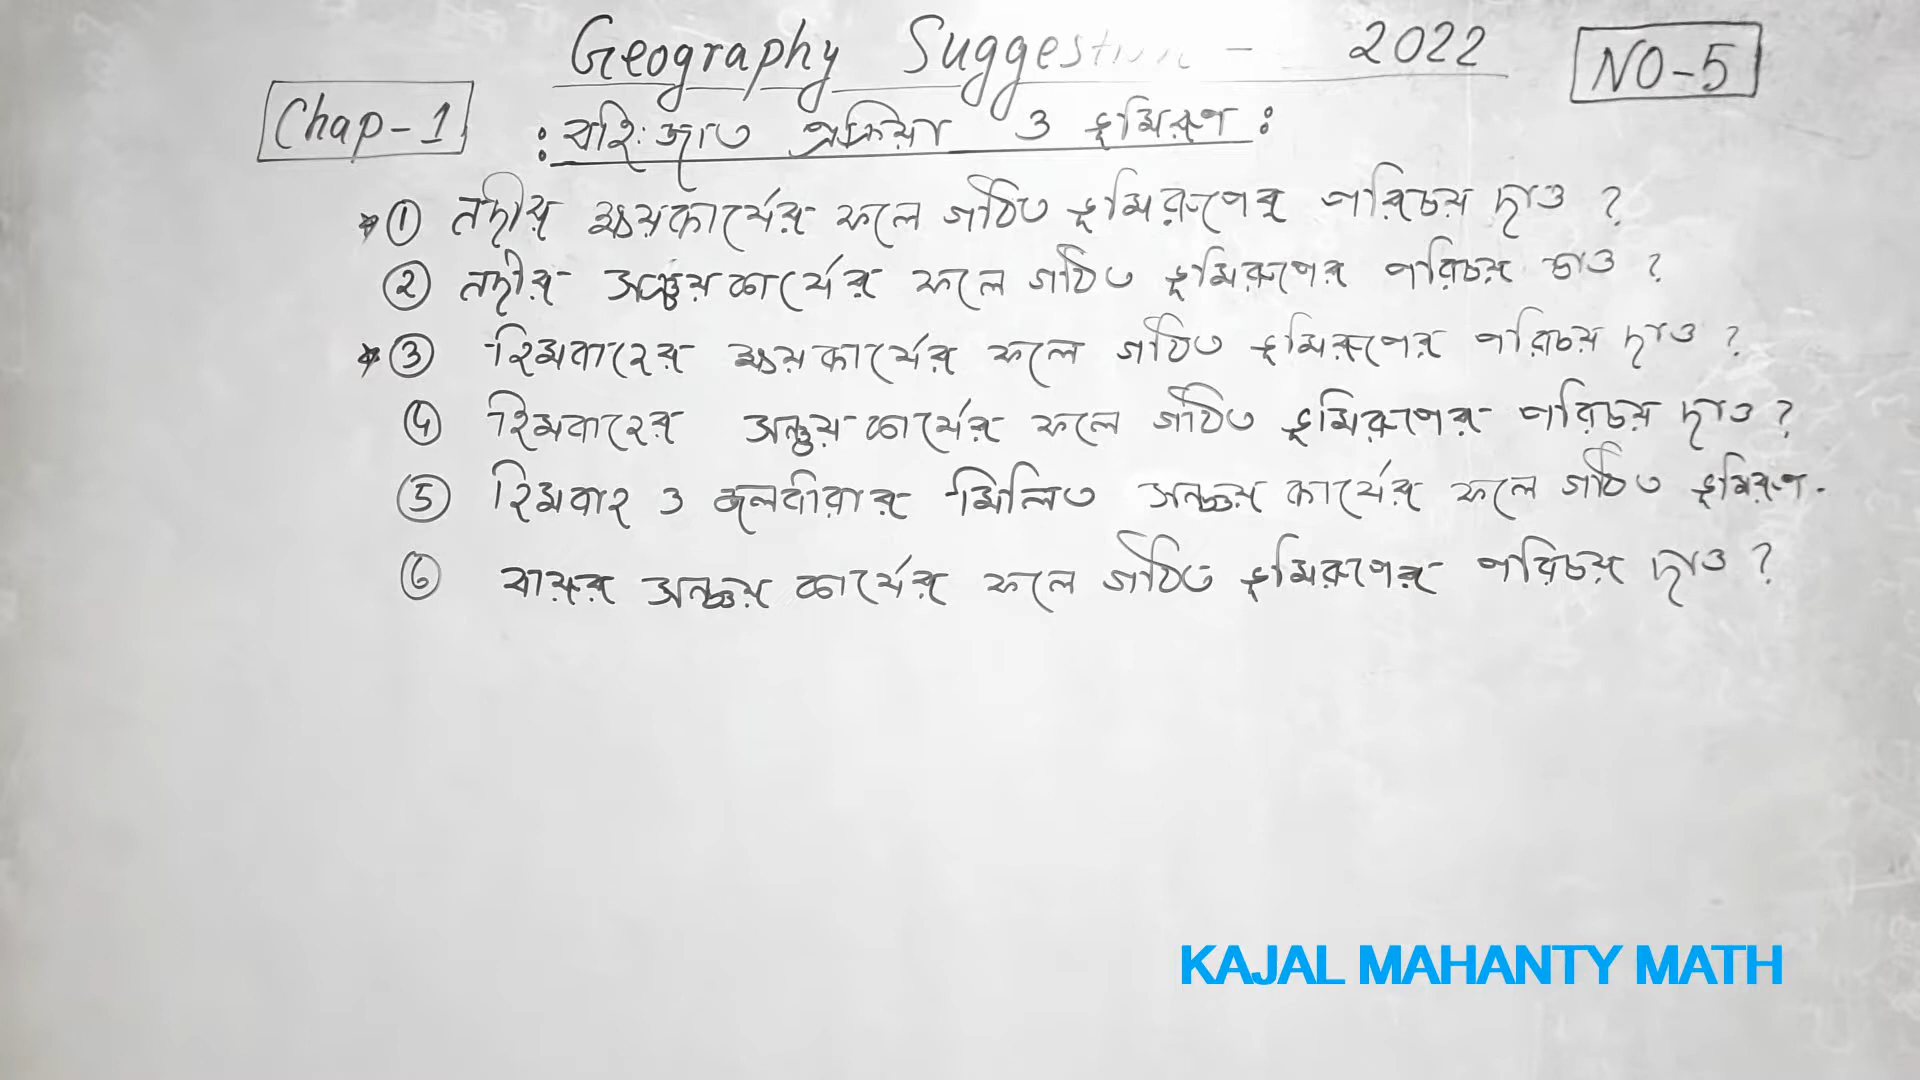 Geography Suggestion - 2022
NO-5
Chap-1
: বহিঃজাত প্রক্রিয়া ও ভূমিরূপ :
* ① নদীর ক্ষয়কার্যের ফলে গঠিত ভূমিরুপের পরিচয় দাও ?
② নদীর সঞ্চয় কার্যের ফলে গঠিত ভূমিরুপের পরিচয় দাও ?
* ③ হিমবাহের ক্ষয়কার্যের ফলে গঠিত ভূমিরুপের পরিচয় দাও ?
④ হিমবাহের সঞ্চয় কার্যের ফলে গঠিত ভূমিরুপের পরিচয় দাও ?
⑤ হিমবাহ ও জলধারার মিলিত সঞ্চয় কার্যের ফলে গঠিত ভূমিরূপ.
⑥ বায়ুর সঞ্চয় কার্যের ফলে গঠিত ভূমিরুপের পরিচয় দাও ?
KAJAL MAHANTY MATH